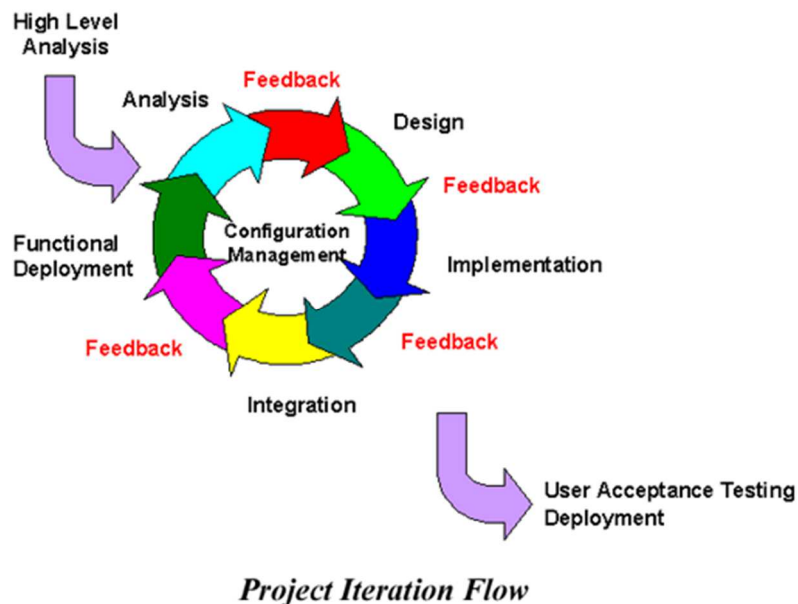 High Level
Analysis
Feedback
Analysis
Design
Feedback
Configuration
Management
Functional
Deployment
Implementation
Feedback
Feedback
Integration
User Acceptance Testing
Deployment
Project Iteration Flow